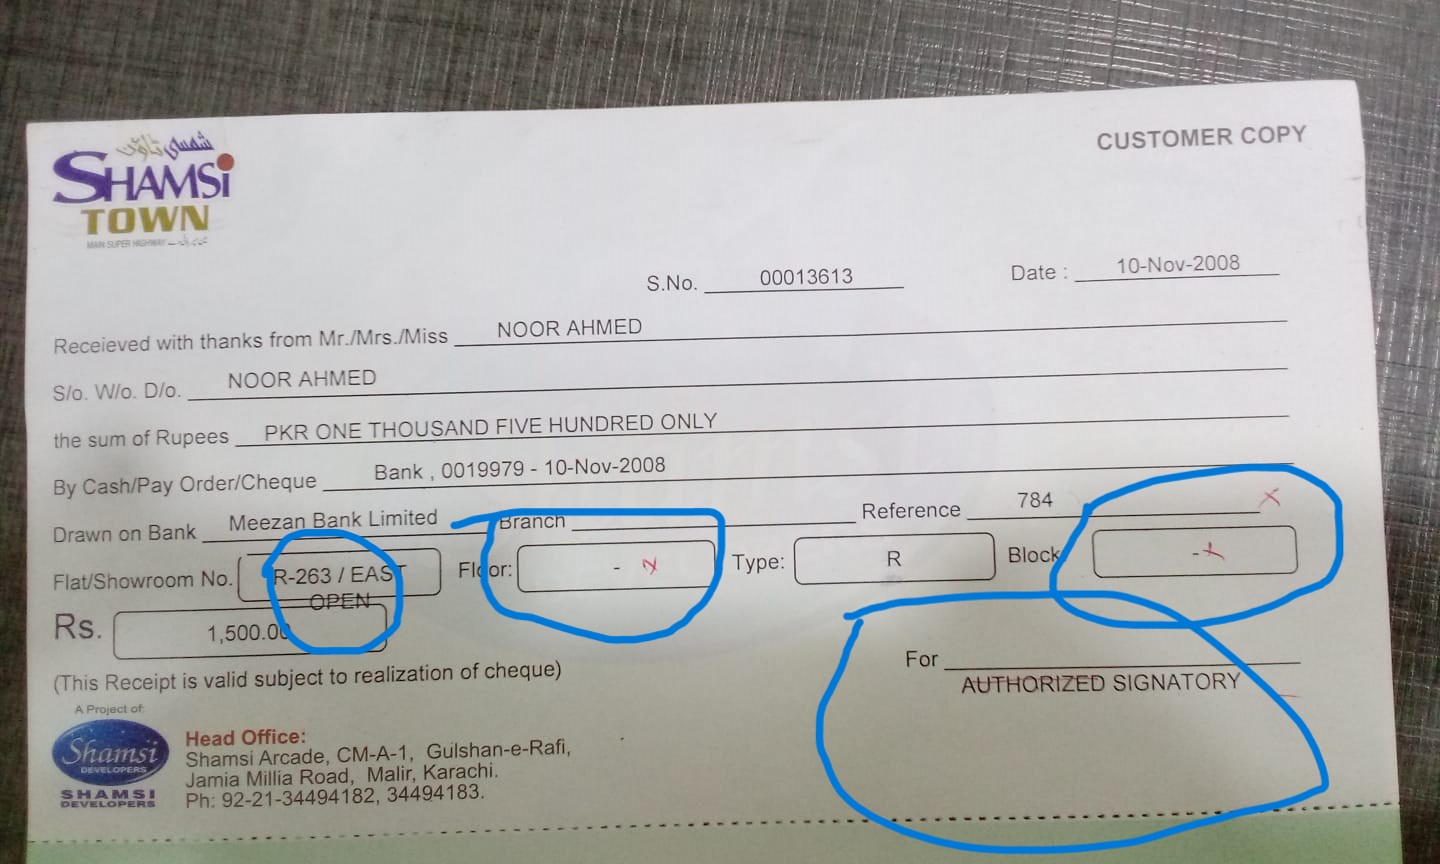 شمسی ٹاؤن
SHAMSi
TOWN
MAIN SUPER HIGHWAY
CUSTOMER COPY
S.No. 00013613 Date : 10-Nov-2008
Receieved with thanks from Mr./Mrs./Miss NOOR AHMED
S/o. W/o. D/o. NOOR AHMED
the sum of Rupees PKR ONE THOUSAND FIVE HUNDRED ONLY
By Cash/Pay Order/Cheque Bank , 0019979 - 10-Nov-2008
Drawn on Bank Meezan Bank Limited Branch Reference 784
Flat/Showroom No. R-263 / EAST Floor: - Type: R Block -
OPEN
Rs. 1,500.00
For
AUTHORIZED SIGNATORY
(This Receipt is valid subject to realization of cheque)
A Project of:
Shamsi
DEVELOPERS
SHAMSI
DEVELOPERS
Head Office:
Shamsi Arcade, CM-A-1, Gulshan-e-Rafi,
Jamia Millia Road, Malir, Karachi.
Ph: 92-21-34494182, 34494183.